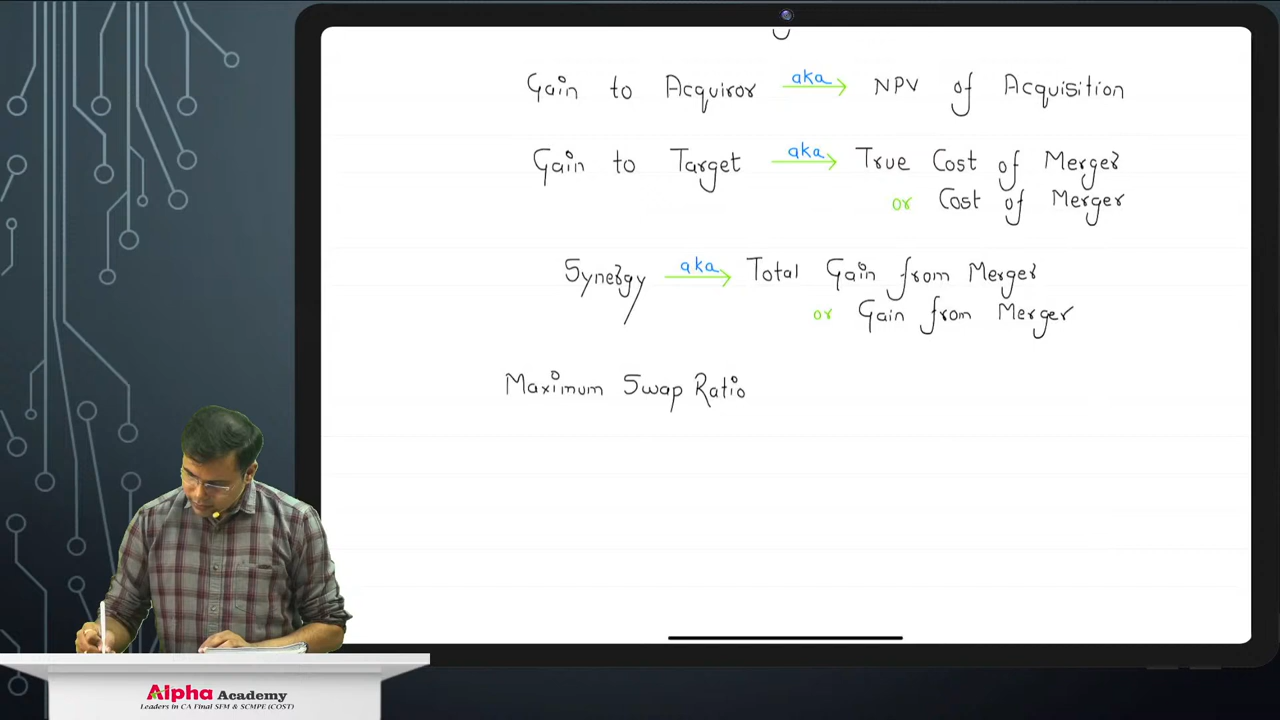 Gain to Acquiror aka NPV of Acquisition
Gain to Target aka True Cost of Merger
or Cost of Merger
Synergy aka Total Gain from Merger
or Gain from Merger
Maximum Swap Ratio
Alpha Academy
Leaders in CA Final SFM & SCMPE (COST)